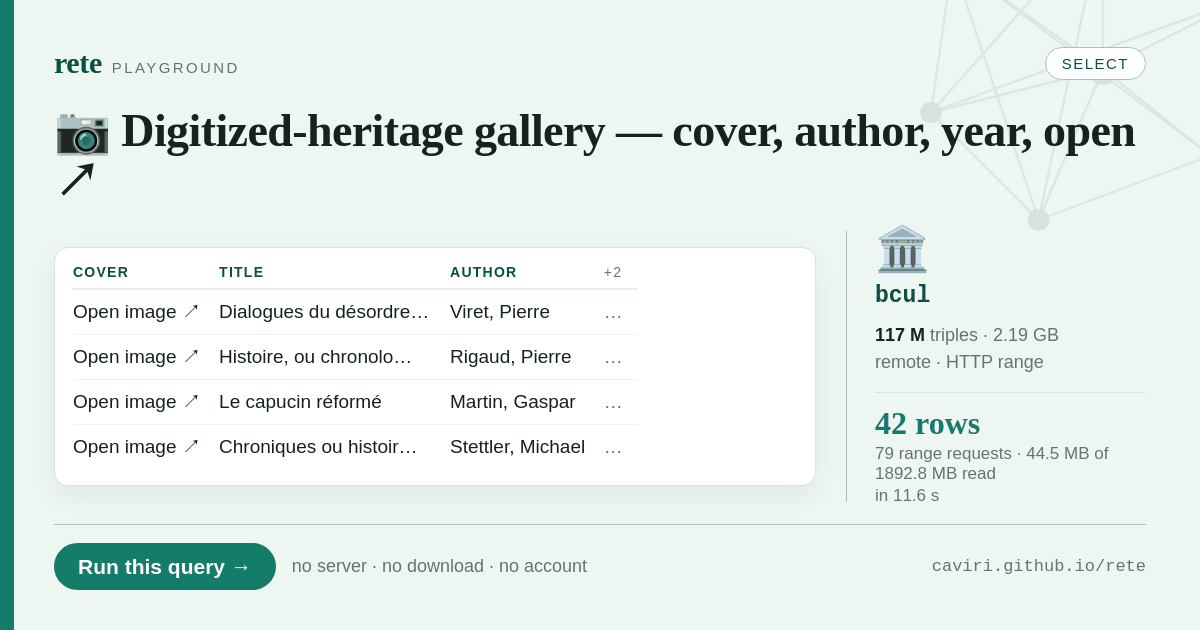 rete PLAYGROUND
SELECT
📷 Digitized-heritage gallery — cover, author, year, open
↗
COVER TITLE AUTHOR +2
Open image ↗ Dialogues du désordre… Viret, Pierre …
Open image ↗ Histoire, ou chronolo… Rigaud, Pierre …
Open image ↗ Le capucin réformé Martin, Gaspar …
Open image ↗ Chroniques ou histoir… Stettler, Michael …
🏛️
bcul
117 M triples · 2.19 GB
remote · HTTP range
42 rows
79 range requests · 44.5 MB of
1892.8 MB read
in 11.6 s
Run this query → no server · no download · no account
caviri.github.io/rete